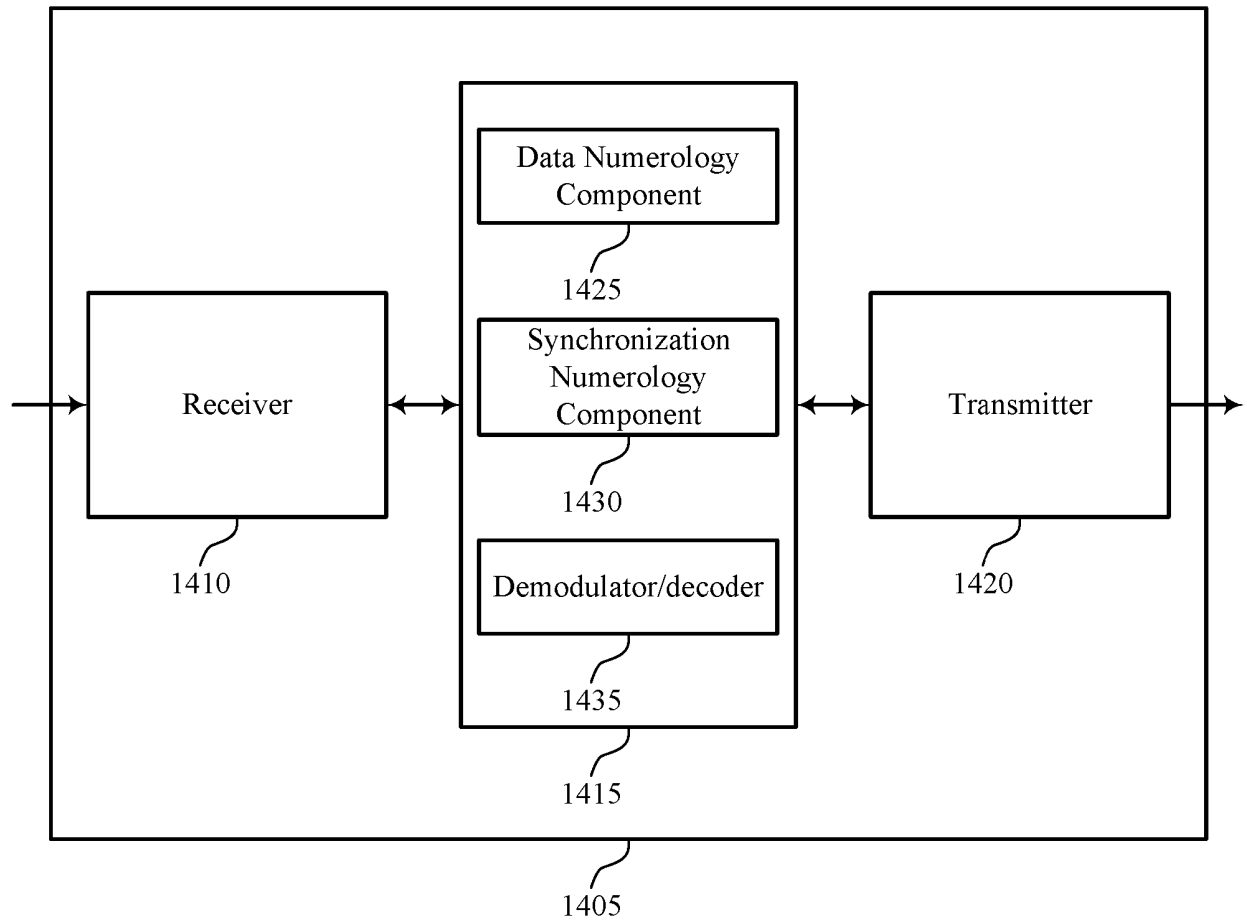 Data Numerology
Component
1425
Synchronization
Numerology
Component
1430
Receiver
1410
Transmitter
1420
Demodulator/decoder
1435
1415
1405